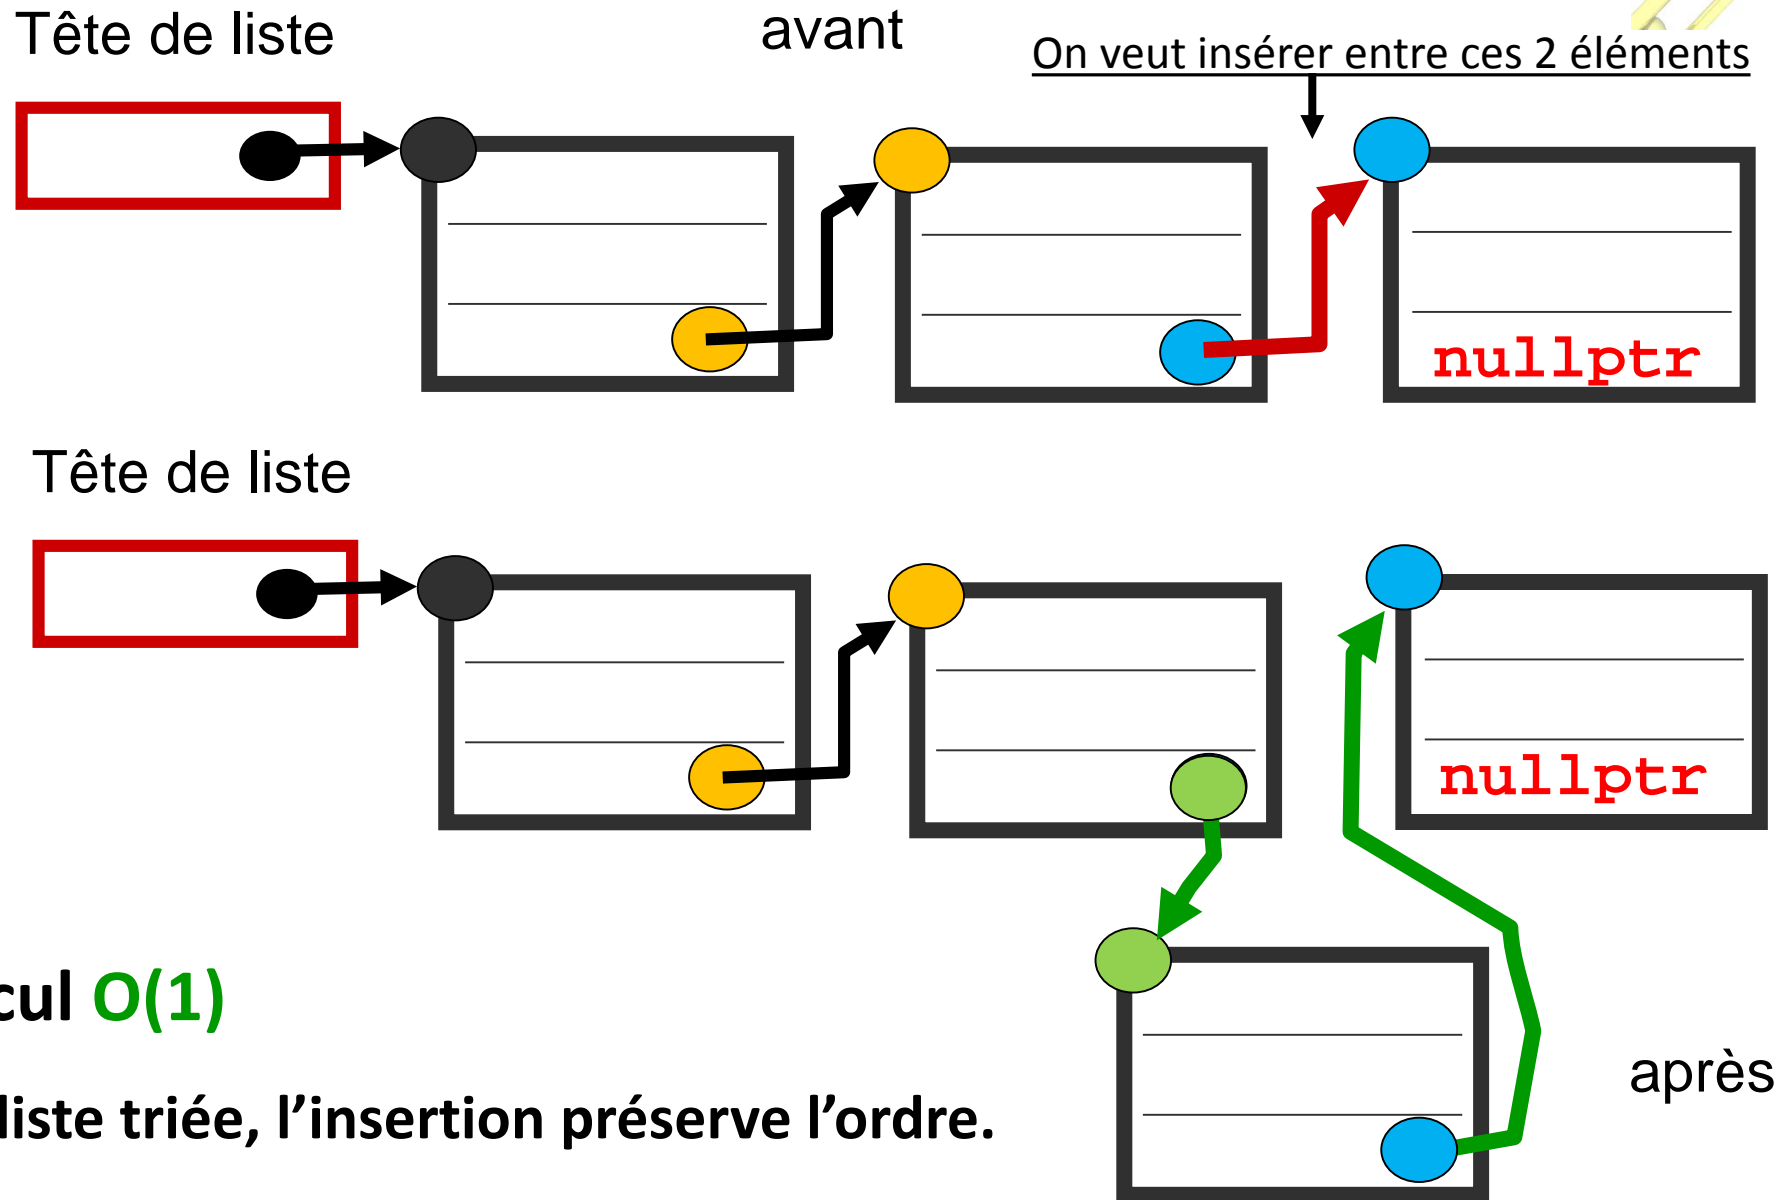 Tête de liste
avant
On veut insérer entre ces 2 éléments
nullptr
Tête de liste
nullptr
cul O(1)
après
liste triée, l’insertion préserve l’ordre.